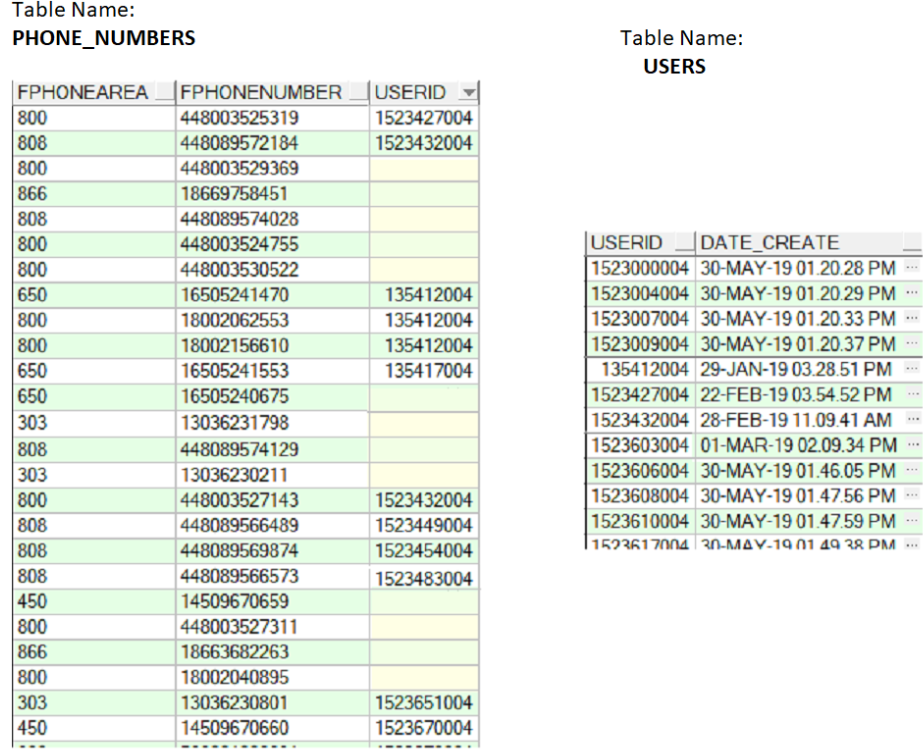 Table Name:
PHONE_NUMBERS
FPHONEAREA FPHONENUMBER USERID
800 448003525319 1523427004
808 448089572184 1523432004
800 448003529369
866 18669758451
808 448089574028
800 448003524755
800 448003530522
650 16505241470 135412004
800 18002062553 135412004
800 18002156610 135412004
650 16505241553 135417004
650 16505240675
303 13036231798
808 448089574129
303 13036230211
800 448003527143 1523432004
808 448089566489 1523449004
808 448089569874 1523454004
808 448089566573 1523483004
450 14509670659
800 448003527311
866 18663682263
800 18002040895
303 13036230801 1523651004
450 14509670660 1523670004
Table Name:
USERS
USERID DATE_CREATE
1523000004 30-MAY-19 01.20.28 PM ...
1523004004 30-MAY-19 01.20.29 PM ...
1523007004 30-MAY-19 01.20.33 PM ...
1523009004 30-MAY-19 01.20.37 PM ...
135412004 29-JAN-19 03.28.51 PM ...
1523427004 22-FEB-19 03.54.52 PM ...
1523432004 28-FEB-19 11.09.41 AM ...
1523603004 01-MAR-19 02.09.34 PM ...
1523606004 30-MAY-19 01.46.05 PM ...
1523608004 30-MAY-19 01.47.56 PM ...
1523610004 30-MAY-19 01.47.59 PM ...
1523617004 30-MAY-19 01.49.38 PM ...